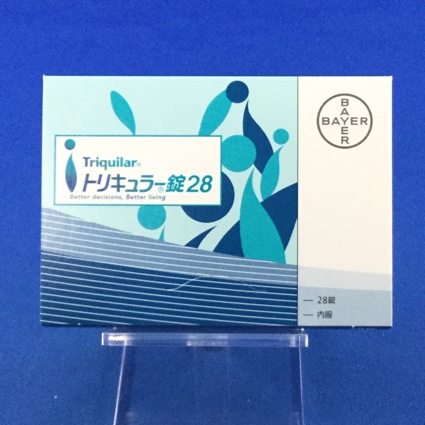 Triquilar®
トリキュラー®錠28
Better decisions, Better living
BAYER
BAYER
28錠
内服